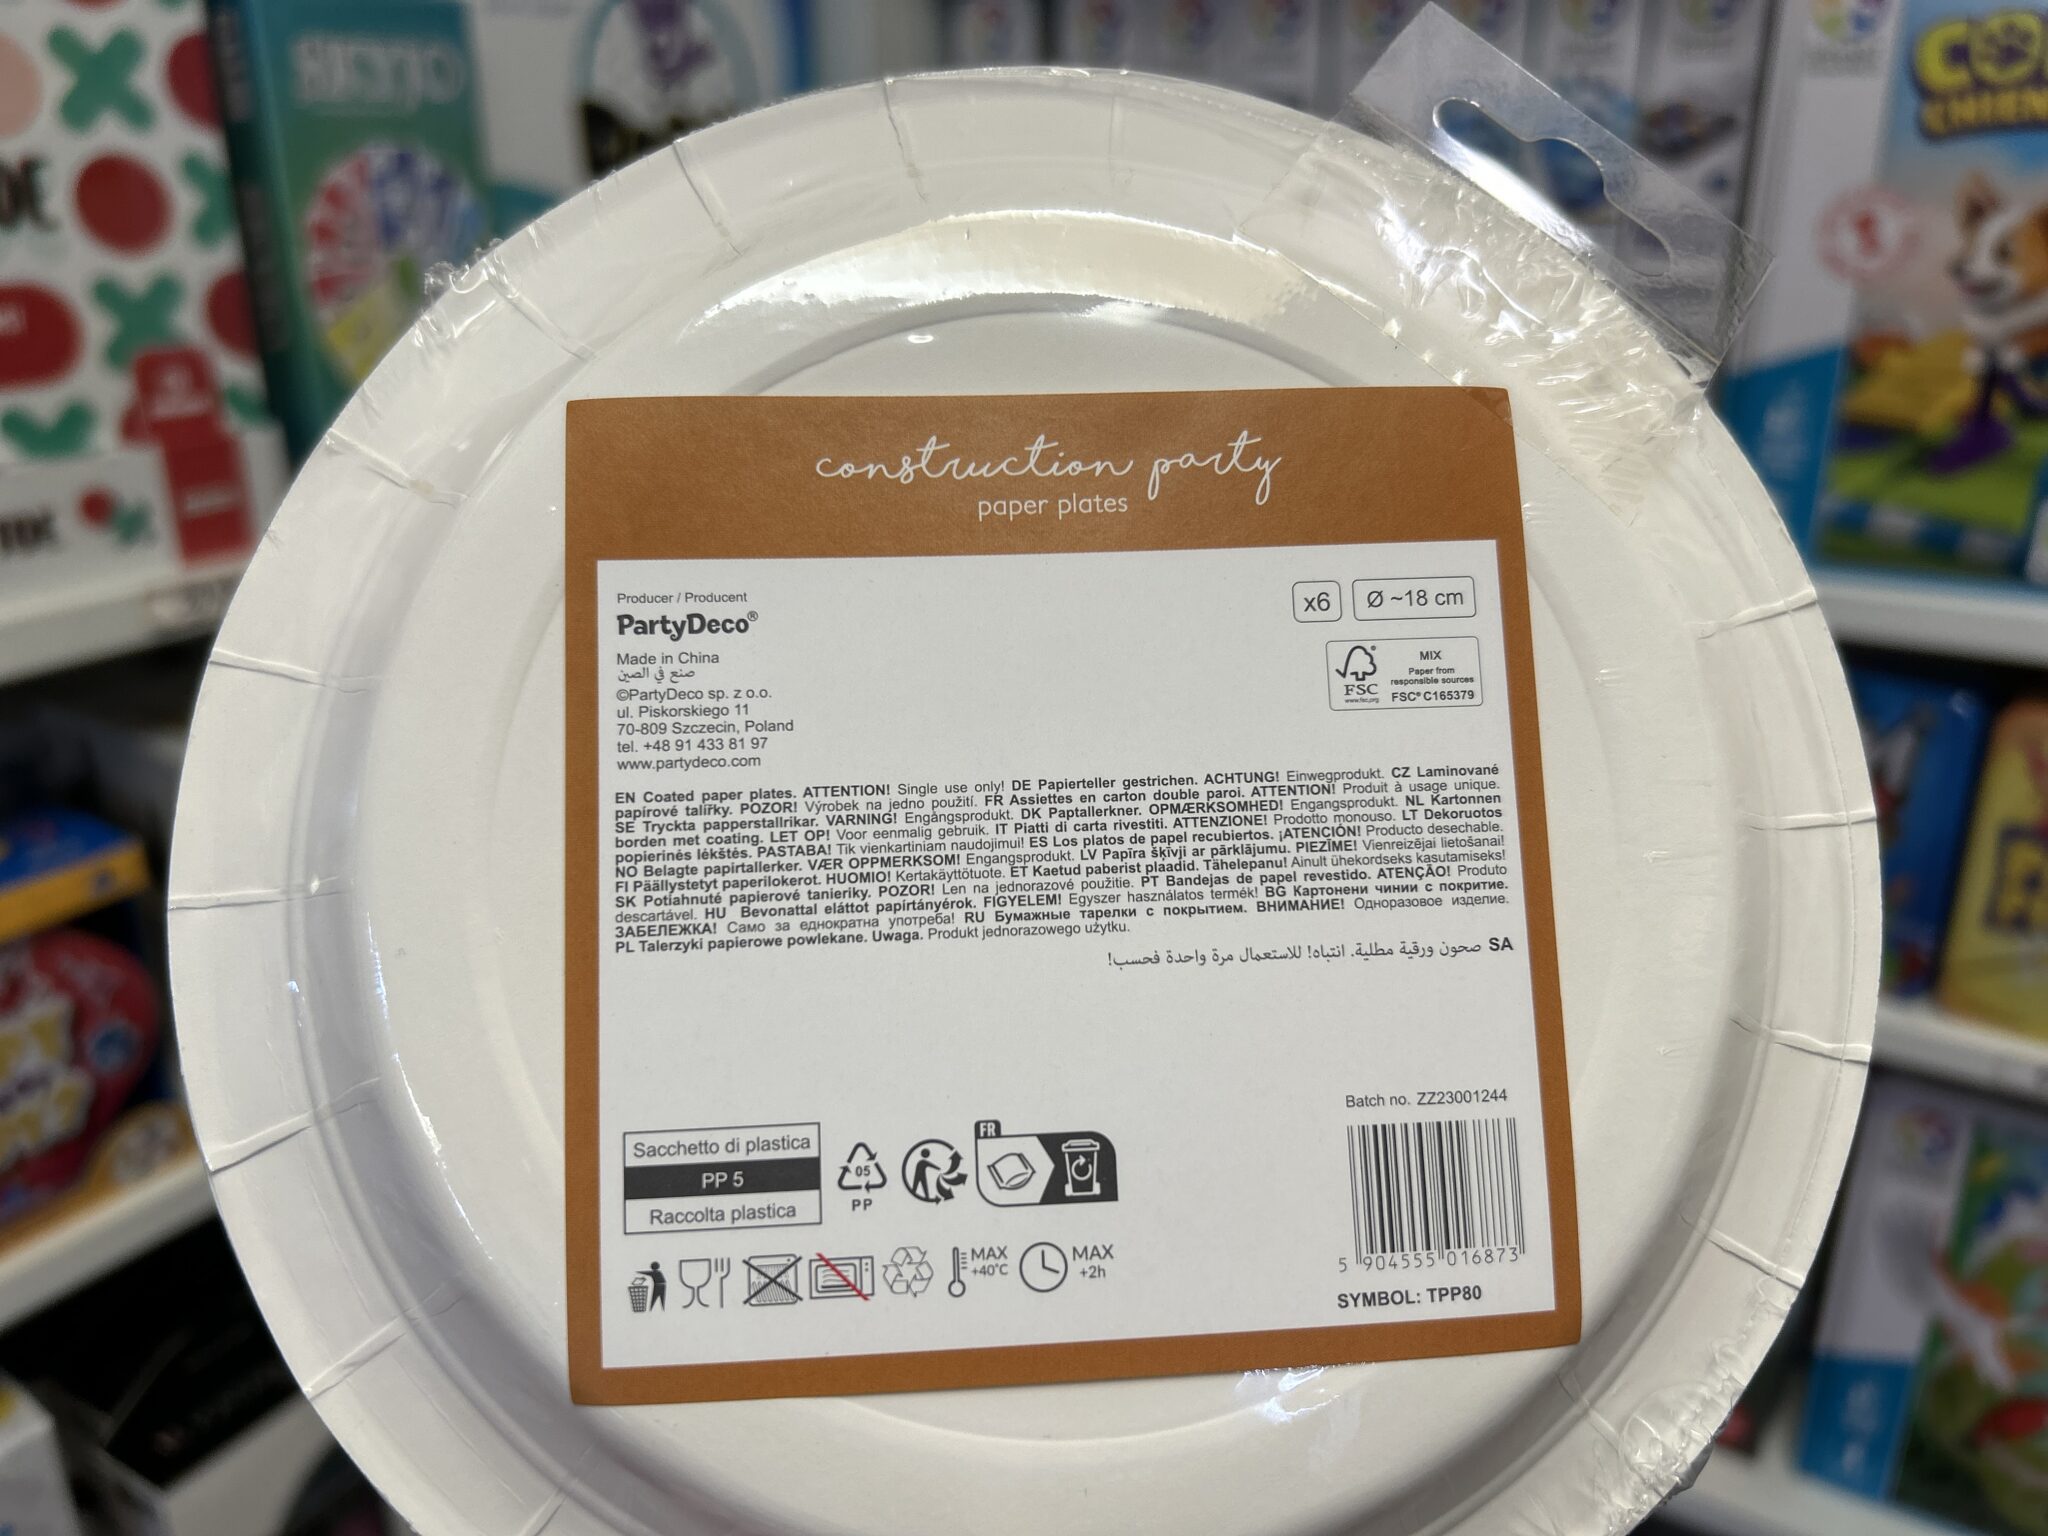 construction party
paper plates
Producer / Producent
PartyDeco®
Made in China
صنع في الصين
©PartyDeco sp. z o.o.
ul. Piskorskiego 11
70-809 Szczecin, Poland
tel. +48 91 433 81 97
www.partydeco.com
x6
Ø ~18 cm
FSC®
www.fsc.org
MIX
Paper from
responsible sources
FSC® C165379
EN Coated paper plates. ATTENTION! Single use only! DE Papierteller gestrichen. ACHTUNG! Einwegprodukt. CZ Laminované
papírové talířky. POZOR! Výrobek na jedno použití. FR Assiettes en carton double paroi. ATTENTION! Produit à usage unique.
SE Tryckta papperstallrikar. VARNING! Engångsprodukt. DK Paptallerkner. OPMÆRKSOMHED! Engangsprodukt. NL Kartonnen
borden met coating. LET OP! Voor eenmalig gebruik. IT Piatti di carta rivestiti. ATTENZIONE! Prodotto monouso. LT Dekoruotos
popierinės lėkštės. PASTABA! Tik vienkartiniam naudojimui! ES Los platos de papel recubiertos. ¡ATENCIÓN! Producto desechable.
NO Belagte papirtallerker. VÆR OPPMERKSOM! Engangsprodukt. LV Papīra šķīvji ar pārklājumu. PIEZĪME! Vienreizējai lietošanai!
FI Päällystetyt paperilokerot. HUOMIO! Kertakäyttötuote. ET Kaetud paberist plaadid. Tähelepanu! Ainult ühekordseks kasutamiseks!
SK Potiahnuté papierové tanieriky. POZOR! Len na jednorazové použitie. PT Bandejas de papel revestido. ATENÇÃO! Produto
descartável. HU Bevonattal eláttot papírtányérok. FIGYELEM! Egyszer használatos termék! BG Картонени чинии с покритие.
ЗАБЕЛЕЖКА! Само за еднократна употреба! RU Бумажные тарелки с покрытием. ВНИМАНИЕ! Одноразовое изделие.
PL Talerzyki papierowe powlekane. Uwaga. Produkt jednorazowego użytku.
SA صحون ورقية مطلية. انتباه! للاستعمال مرة واحدة فحسب!
Batch no. ZZ23001244
Sacchetto di plastica
PP 5
Raccolta plastica
05
PP
FR
MAX
+40°C
MAX
+2h
5 904555 016873
SYMBOL: TPP80